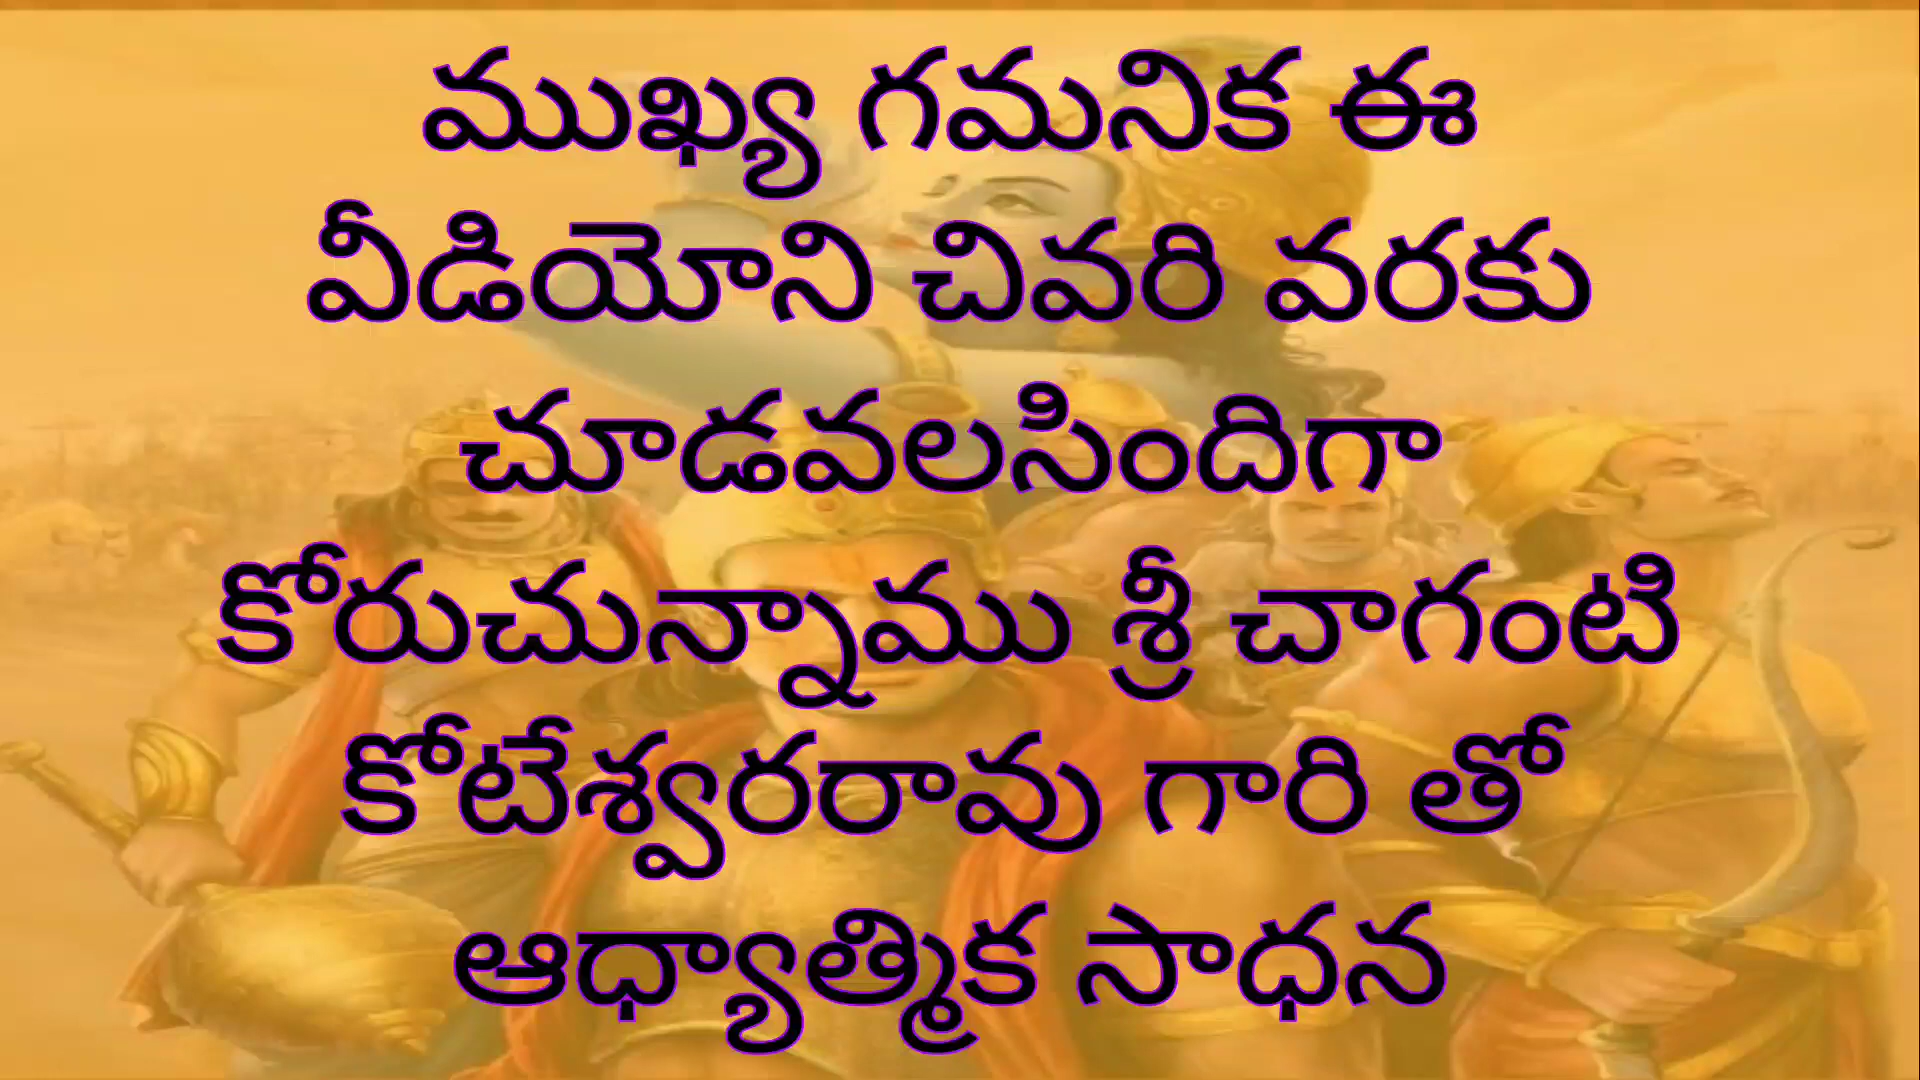 ముఖ్య గమనిక ఈ
వీడియోని చివరి వరకు
చూడవలసిందిగా
కోరుచున్నాము శ్రీ చాగంటి
కోటేశ్వరరావు గారి తో
ఆధ్యాత్మిక సాధన